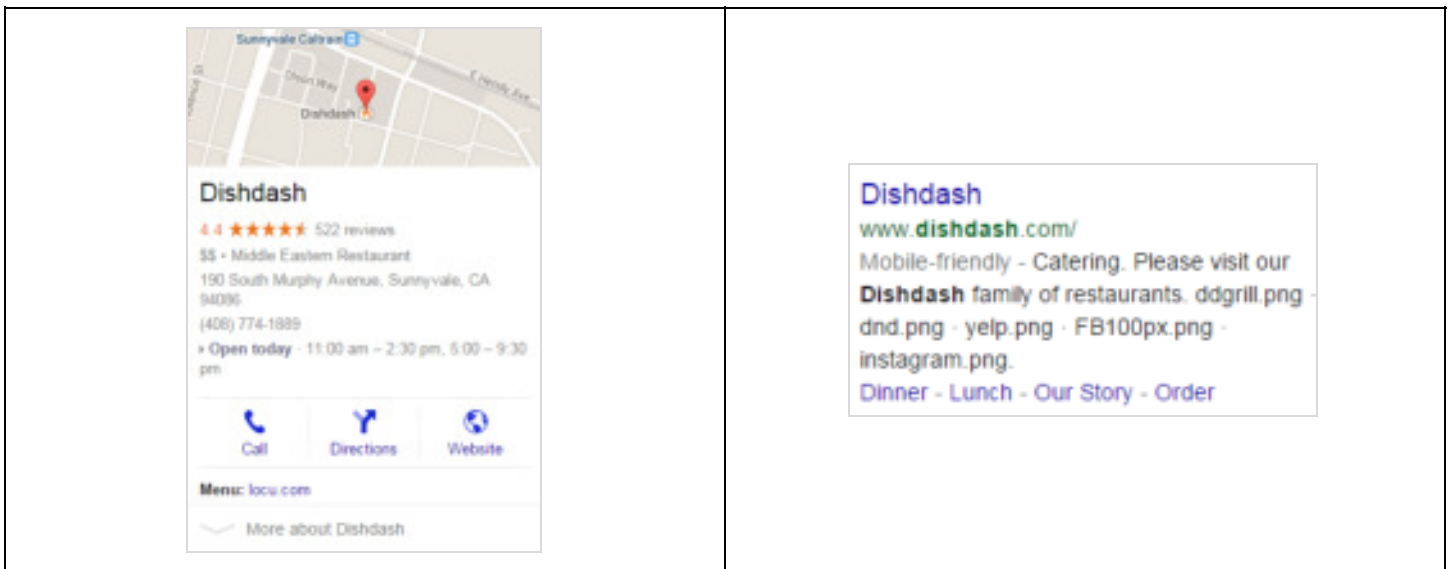 Sunnyvale Caltrain
Dishdash
Dishdash
4.4 522 reviews
$$ • Middle Eastern Restaurant
190 South Murphy Avenue, Sunnyvale, CA
94086
(408) 774-1889
Open today · 11:00 am – 2:30 pm, 5:00 – 9:30
pm
Call Directions Website
Menu: locu.com
More about Dishdash
Dishdash
www.dishdash.com/
Mobile-friendly - Catering. Please visit our
Dishdash family of restaurants. ddgrill.png ·
dnd.png · yelp.png · FB100px.png ·
instagram.png.
Dinner - Lunch - Our Story - Order